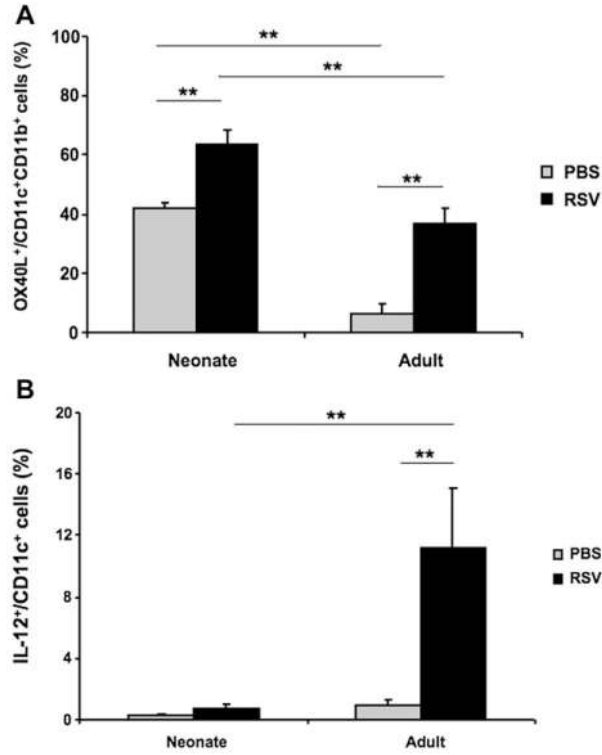 A
OX40L⁺/CD11c⁺CD11b⁺ cells (%)
100
80
60
40
20
0
**
**
**
**
PBS
RSV
Neonate
Adult
B
IL-12⁺/CD11c⁺ cells (%)
20
16
12
8
4
0
**
**
PBS
RSV
Neonate
Adult